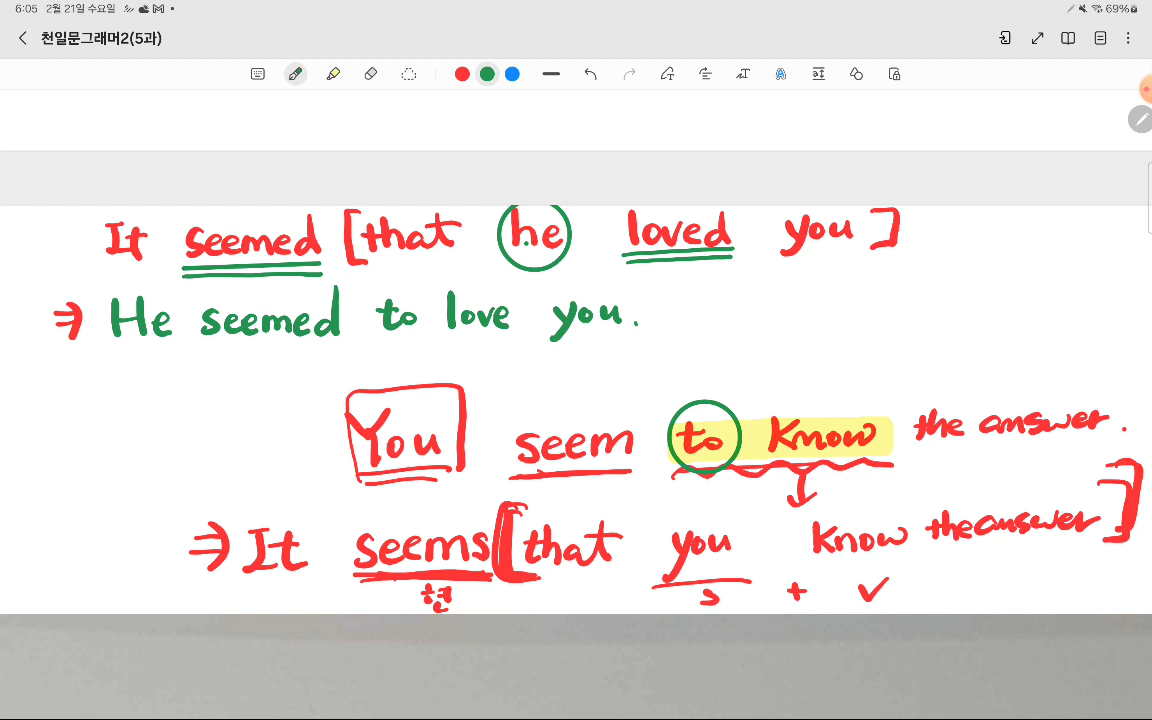 6:05 2월 21일 수요일 69%
천일문그래머2(5과)
It seemed [that he loved you]
⇒ He seemed to love you.
You seem to know the answer.
⇒ It seems [that you know the answer]
S + V